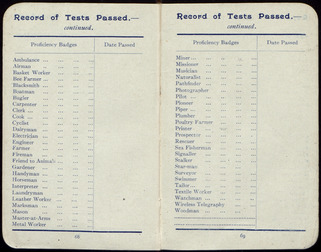 Record of Tests Passed.—
continued.
Proficiency Badges Date Passed
Ambulance ... ... ...
Airman ... ... ...
Basket Worker ... ...
Bee Farmer ... ... ...
Blacksmith ... ... ...
Boatman ... ... ...
Bugler ... ... ...
Carpenter ... ... ...
Clerk ... ... ...
Cook ... ... ...
Cyclist ... ... ...
Dairyman ... ... ...
Electrician ... ... ...
Engineer ... ... ...
Farmer ... ... ...
Fireman ... ... ...
Friend to Animals ... ...
Gardener ... ... ...
Handyman ... ... ...
Horseman ... ... ...
Interpreter ... ... ...
Laundryman ... ...
Leather Worker ... ...
Marksman ... ... ...
Mason ... ... ...
Master-at-Arms ... ...
Metal Worker ... ...
68
Record of Tests Passed.—
continued.
Proficiency Badges Date Passed
Miner ... ... ...
Missioner ... ... ...
Musician ... ... ...
Naturalist ... ... ...
Pathfinder ... ... ...
Photographer ... ...
Pilot ... ... ...
Pioneer ... ... ...
Piper ... ... ...
Plumber ... ... ...
Poultry Farmer ... ...
Printer ... ... ...
Prospector ... ... ...
Rescuer ... ... ...
Sea Fisherman ... ...
Signaller ... ... ...
Stalker ... ... ...
Star-man ... ... ...
Surveyor ... ... ...
Swimmer ... ... ...
Tailor ... ... ...
Textile Worker ... ...
Watchman ... ... ...
Wireless Telegraphy ...
Woodman ... ... ...
69